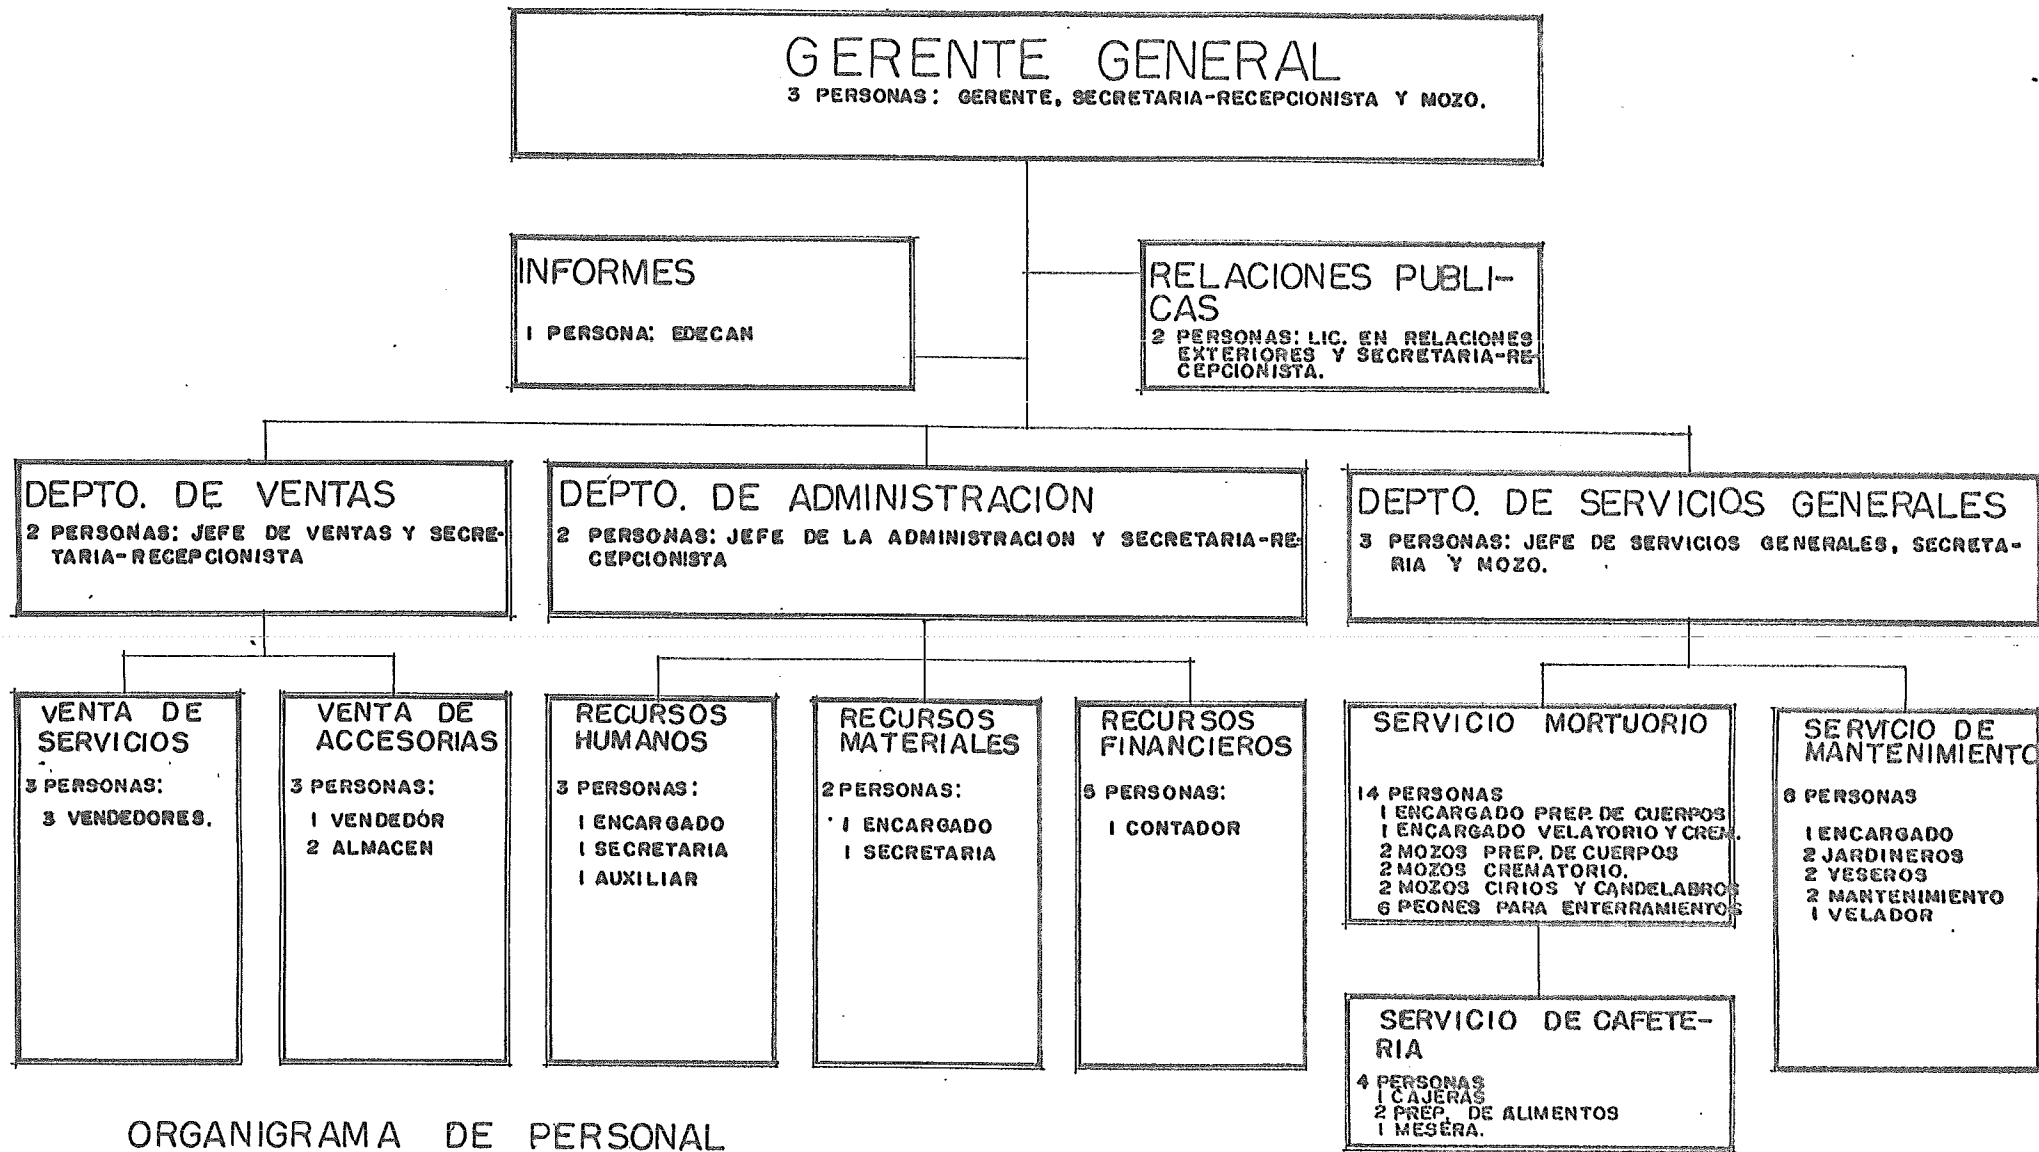 GERENTE GENERAL
3 PERSONAS: GERENTE, SECRETARIA-RECEPCIONISTA Y MOZO.
INFORMES
1 PERSONA: EDECAN
RELACIONES PUBLI-
CAS
2 PERSONAS: LIC. EN RELACIONES
EXTERIORES Y SECRETARIA-RE-
CEPCIONISTA.
DEPTO. DE VENTAS
2 PERSONAS: JEFE DE VENTAS Y SECRE-
TARIA-RECEPCIONISTA
DEPTO. DE ADMINISTRACION
2 PERSONAS: JEFE DE LA ADMINISTRACION Y SECRETARIA-RE-
CEPCIONISTA
DEPTO. DE SERVICIOS GENERALES
3 PERSONAS: JEFE DE SERVICIOS GENERALES, SECRETA-
RIA Y MOZO.
VENTA DE
SERVICIOS
3 PERSONAS:
3 VENDEDORES.
VENTA DE
ACCESORIAS
3 PERSONAS:
1 VENDEDOR
2 ALMACEN
RECURSOS
HUMANOS
3 PERSONAS:
1 ENCARGADO
1 SECRETARIA
1 AUXILIAR
RECURSOS
MATERIALES
2 PERSONAS:
1 ENCARGADO
1 SECRETARIA
RECURSOS
FINANCIEROS
PERSONAS:
1 CONTADOR
SERVICIO MORTUORIO
14 PERSONAS
1 ENCARGADO PREP. DE CUERPOS
1 ENCARGADO VELATORIO Y CREM.
2 MOZOS PREP. DE CUERPOS
2 MOZOS CREMATORIO.
2 MOZOS CIRIOS Y CANDELABROS
6 PEONES PARA ENTERRAMIENTOS
SERVICIO DE
MANTENIMIENTO
PERSONAS
1 ENCARGADO
2 JARDINEROS
2 YESEROS
2 MANTENIMIENTO
1 VELADOR
SERVICIO DE CAFETE-
RIA
4 PERSONAS
1 CAJERAS
2 PREP. DE ALIMENTOS
1 MESERA.
ORGANIGRAMA DE PERSONAL